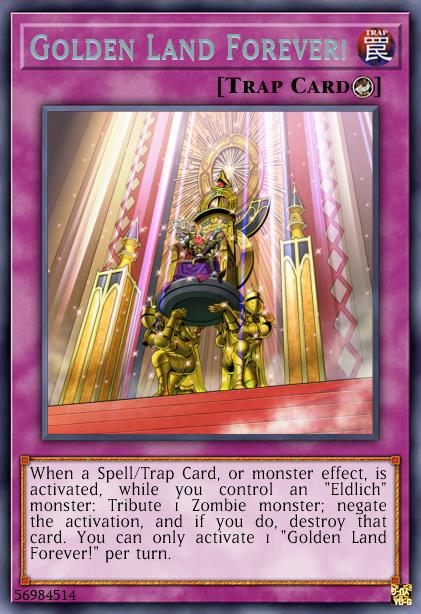 GOLDEN LAND FOREVER!
TRAP
罠
[TRAP CARD]
When a Spell/Trap Card, or monster effect, is
activated, while you control an "Eldlich"
monster: Tribute 1 Zombie monster; negate
the activation, and if you do, destroy that
card. You can only activate 1 "Golden Land
Forever!" per turn.
56984514